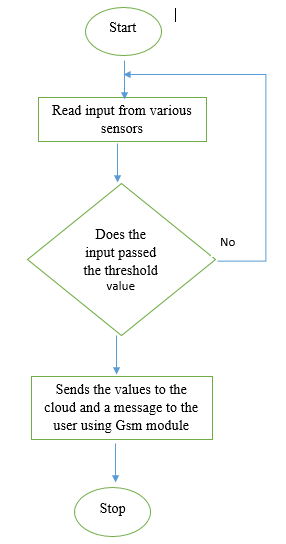 Start
Read input from various
sensors
Does the
input passed
the threshold
value
No
Sends the values to the
cloud and a message to the
user using Gsm module
Stop